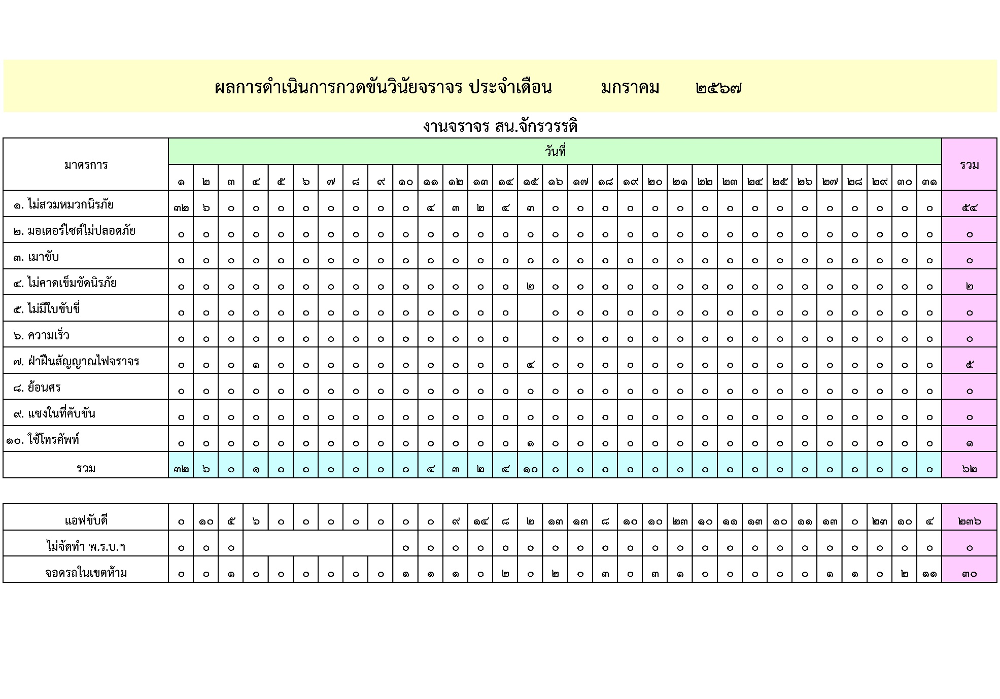 ผลการดำเนินการกวดขันวินัยจราจร ประจำเดือน มกราคม ๒๕๖๗
งานจราจร สน.จักรวรรดิ
มาตรการ วันที่ รวม
๑ ๒ ๓ ๔ ๕ ๖ ๗ ๘ ๙ ๑๐ ๑๑ ๑๒ ๑๓ ๑๔ ๑๕ ๑๖ ๑๗ ๑๘ ๑๙ ๒๐ ๒๑ ๒๒ ๒๓ ๒๔ ๒๕ ๒๖ ๒๗ ๒๘ ๒๙ ๓๐ ๓๑
๑. ไม่สวมหมวกนิรภัย ๓๒ ๖ ๐ ๐ ๐ ๐ ๐ ๐ ๐ ๐ ๔ ๓ ๒ ๔ ๓ ๐ ๐ ๐ ๐ ๐ ๐ ๐ ๐ ๐ ๐ ๐ ๐ ๐ ๐ ๐ ๐ ๕๔
๒. มอเตอร์ไซต์ไม่ปลอดภัย ๐ ๐ ๐ ๐ ๐ ๐ ๐ ๐ ๐ ๐ ๐ ๐ ๐ ๐ ๐ ๐ ๐ ๐ ๐ ๐ ๐ ๐ ๐ ๐ ๐ ๐ ๐ ๐ ๐ ๐ ๐ ๐
๓. เมาขับ ๐ ๐ ๐ ๐ ๐ ๐ ๐ ๐ ๐ ๐ ๐ ๐ ๐ ๐ ๐ ๐ ๐ ๐ ๐ ๐ ๐ ๐ ๐ ๐ ๐ ๐ ๐ ๐ ๐ ๐ ๐ ๐
๔. ไม่คาดเข็มขัดนิรภัย ๐ ๐ ๐ ๐ ๐ ๐ ๐ ๐ ๐ ๐ ๐ ๐ ๐ ๐ ๒ ๐ ๐ ๐ ๐ ๐ ๐ ๐ ๐ ๐ ๐ ๐ ๐ ๐ ๐ ๐ ๐ ๒
๕. ไม่มีใบขับขี่ ๐ ๐ ๐ ๐ ๐ ๐ ๐ ๐ ๐ ๐ ๐ ๐ ๐ ๐ ๐ ๐ ๐ ๐ ๐ ๐ ๐ ๐ ๐ ๐ ๐ ๐ ๐ ๐ ๐ ๐ ๐
๖. ความเร็ว ๐ ๐ ๐ ๐ ๐ ๐ ๐ ๐ ๐ ๐ ๐ ๐ ๐ ๐ ๐ ๐ ๐ ๐ ๐ ๐ ๐ ๐ ๐ ๐ ๐ ๐ ๐ ๐ ๐ ๐ ๐
๗. ฝ่าฝืนสัญญาณไฟจราจร ๐ ๐ ๐ ๑ ๐ ๐ ๐ ๐ ๐ ๐ ๐ ๐ ๐ ๐ ๔ ๐ ๐ ๐ ๐ ๐ ๐ ๐ ๐ ๐ ๐ ๐ ๐ ๐ ๐ ๐ ๐ ๕
๘. ย้อนศร ๐ ๐ ๐ ๐ ๐ ๐ ๐ ๐ ๐ ๐ ๐ ๐ ๐ ๐ ๐ ๐ ๐ ๐ ๐ ๐ ๐ ๐ ๐ ๐ ๐ ๐ ๐ ๐ ๐ ๐ ๐ ๐
๙. แซงในที่คับขัน ๐ ๐ ๐ ๐ ๐ ๐ ๐ ๐ ๐ ๐ ๐ ๐ ๐ ๐ ๐ ๐ ๐ ๐ ๐ ๐ ๐ ๐ ๐ ๐ ๐ ๐ ๐ ๐ ๐ ๐ ๐ ๐
๑๐. ใช้โทรศัพท์ ๐ ๐ ๐ ๐ ๐ ๐ ๐ ๐ ๐ ๐ ๐ ๐ ๐ ๐ ๑ ๐ ๐ ๐ ๐ ๐ ๐ ๐ ๐ ๐ ๐ ๐ ๐ ๐ ๐ ๐ ๐ ๑
รวม ๓๒ ๖ ๐ ๑ ๐ ๐ ๐ ๐ ๐ ๐ ๔ ๓ ๒ ๔ ๑๐ ๐ ๐ ๐ ๐ ๐ ๐ ๐ ๐ ๐ ๐ ๐ ๐ ๐ ๐ ๐ ๐ ๖๒
แอฟขับดี ๐ ๑๐ ๕ ๖ ๐ ๐ ๐ ๐ ๐ ๐ ๐ ๙ ๑๔ ๘ ๒ ๑๓ ๑๓ ๘ ๑๐ ๑๐ ๒๓ ๑๐ ๑๑ ๑๓ ๑๐ ๑๑ ๑๓ ๐ ๒๓ ๑๐ ๔ ๒๓๖
ไม่จัดทำ พ.ร.บ.ฯ ๐ ๐ ๐ ๐ ๐ ๐ ๐ ๐ ๐ ๐ ๐ ๐ ๐ ๐ ๐ ๐ ๐ ๐ ๐ ๐ ๐ ๐ ๐ ๐ ๐ ๐
จอดรถในเขตห้าม ๐ ๐ ๑ ๐ ๐ ๐ ๐ ๐ ๐ ๑ ๑ ๑ ๐ ๒ ๐ ๒ ๐ ๓ ๐ ๓ ๑ ๐ ๐ ๐ ๐ ๐ ๑ ๑ ๐ ๒ ๑๑ ๓๐